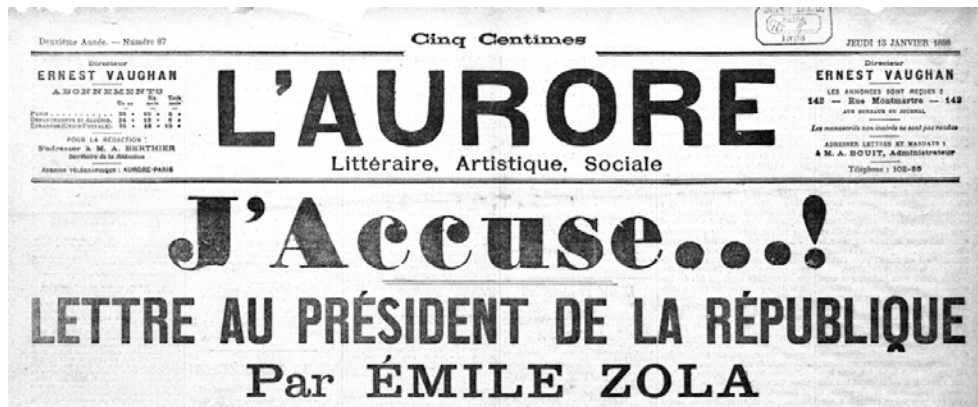 Deuxième Année. — Numéro 87
Cinq Centimes
JEUDI 13 JANVIER 1898
Directeur
ERNEST VAUGHAN
ABONNEMENTS
POUR LA RÉDACTION :
S'adresser à M. A. BERTHIER
Secrétaire de la Rédaction
ADRESSE TÉLÉGRAPHIQUE : AURORE-PARIS
L'AURORE
Littéraire, Artistique, Sociale
Directeur
ERNEST VAUGHAN
LES ANNONCES SONT REÇUES :
142 — Rue Montmartre — 142
AUX BUREAUX DU JOURNAL
Les manuscrits non insérés ne sont pas rendus
ADRESSER LETTRES ET MANDATS :
à M. A. BOUIT, Administrateur
Téléphone : 102-88
J'Accuse...!
LETTRE AU PRÉSIDENT DE LA RÉPUBLIQUE
Par ÉMILE ZOLA